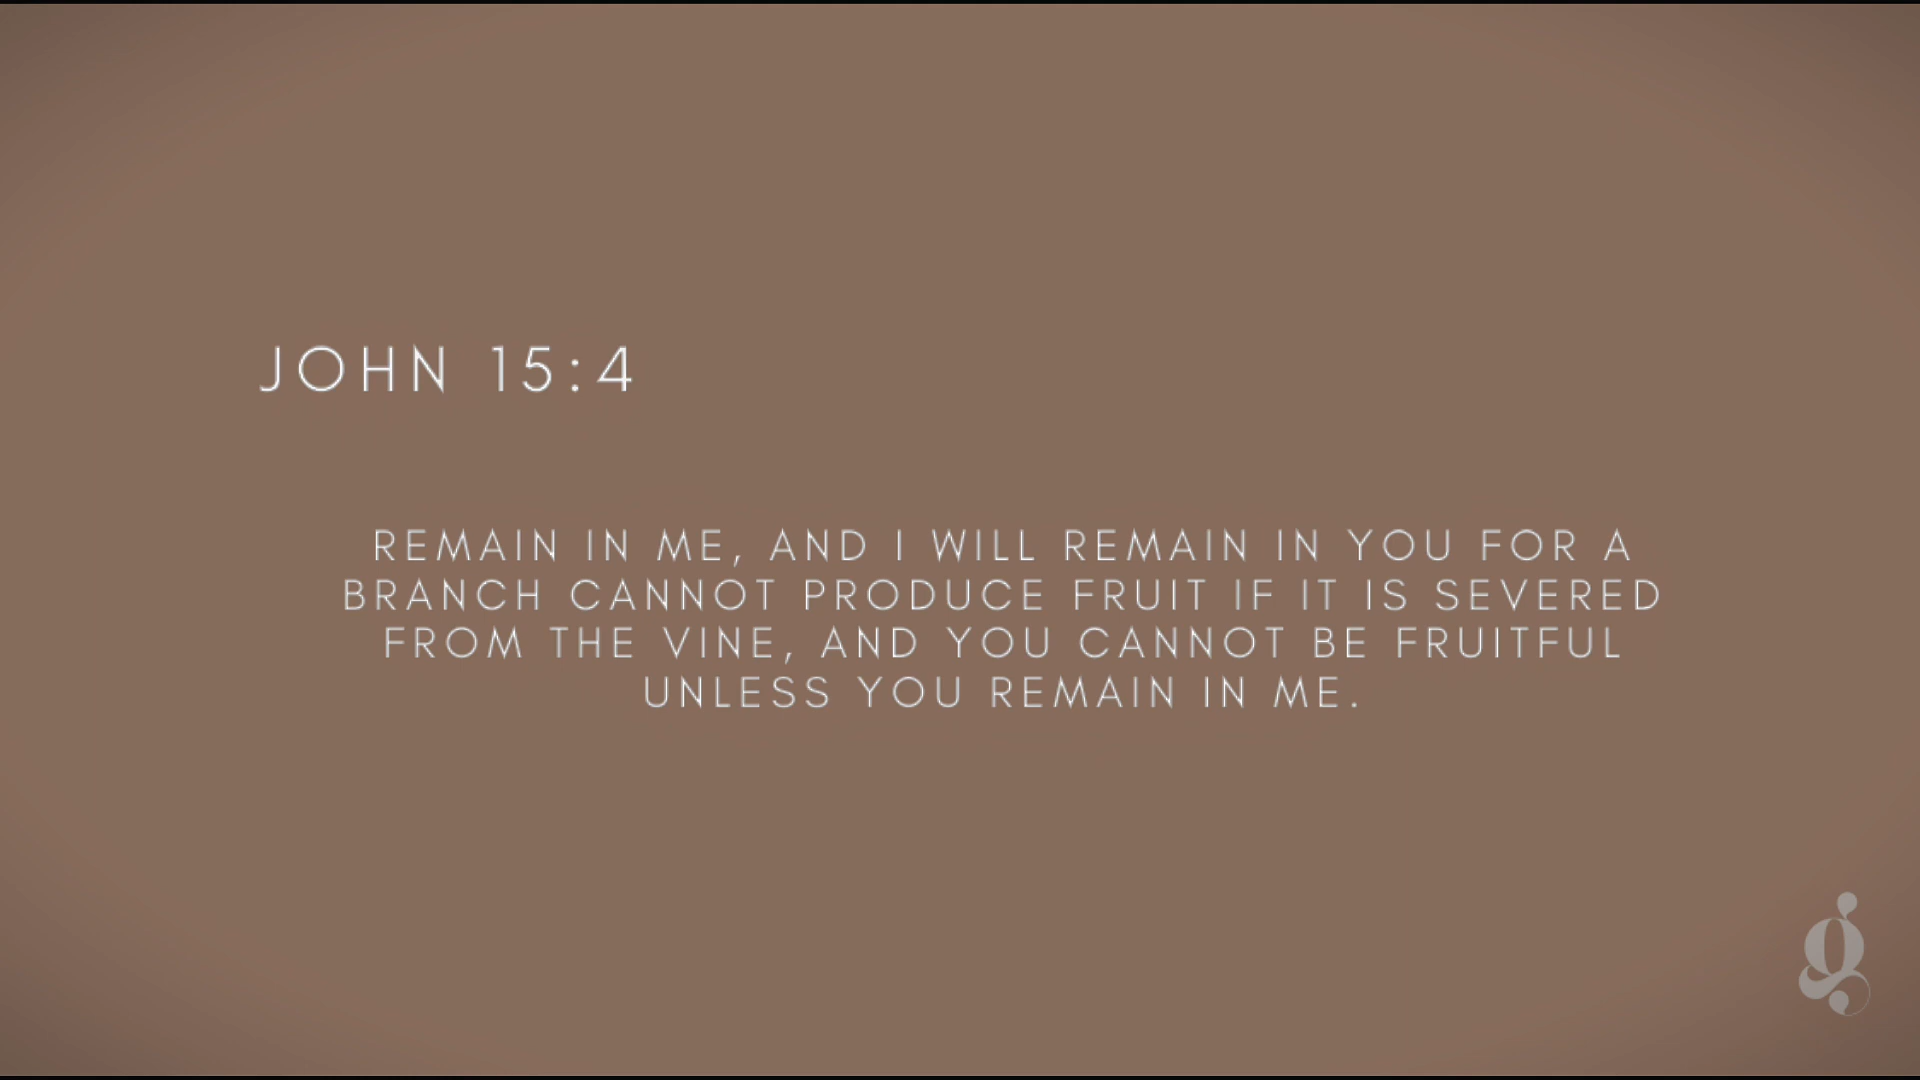 JOHN 15:4
REMAIN IN ME, AND I WILL REMAIN IN YOU FOR A
BRANCH CANNOT PRODUCE FRUIT IF IT IS SEVERED
FROM THE VINE, AND YOU CANNOT BE FRUITFUL
UNLESS YOU REMAIN IN ME.
g